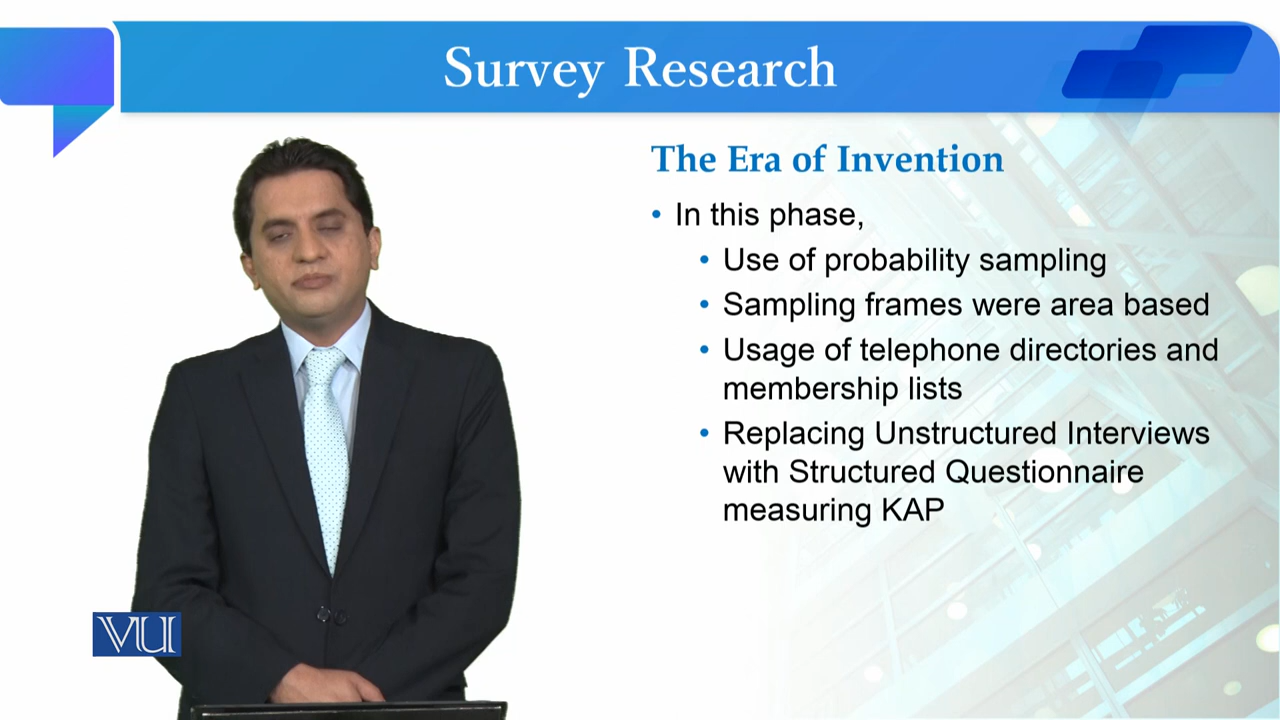 Survey Research
The Era of Invention
• In this phase,
• Use of probability sampling
• Sampling frames were area based
• Usage of telephone directories and
membership lists
• Replacing Unstructured Interviews
with Structured Questionnaire
measuring KAP
VU